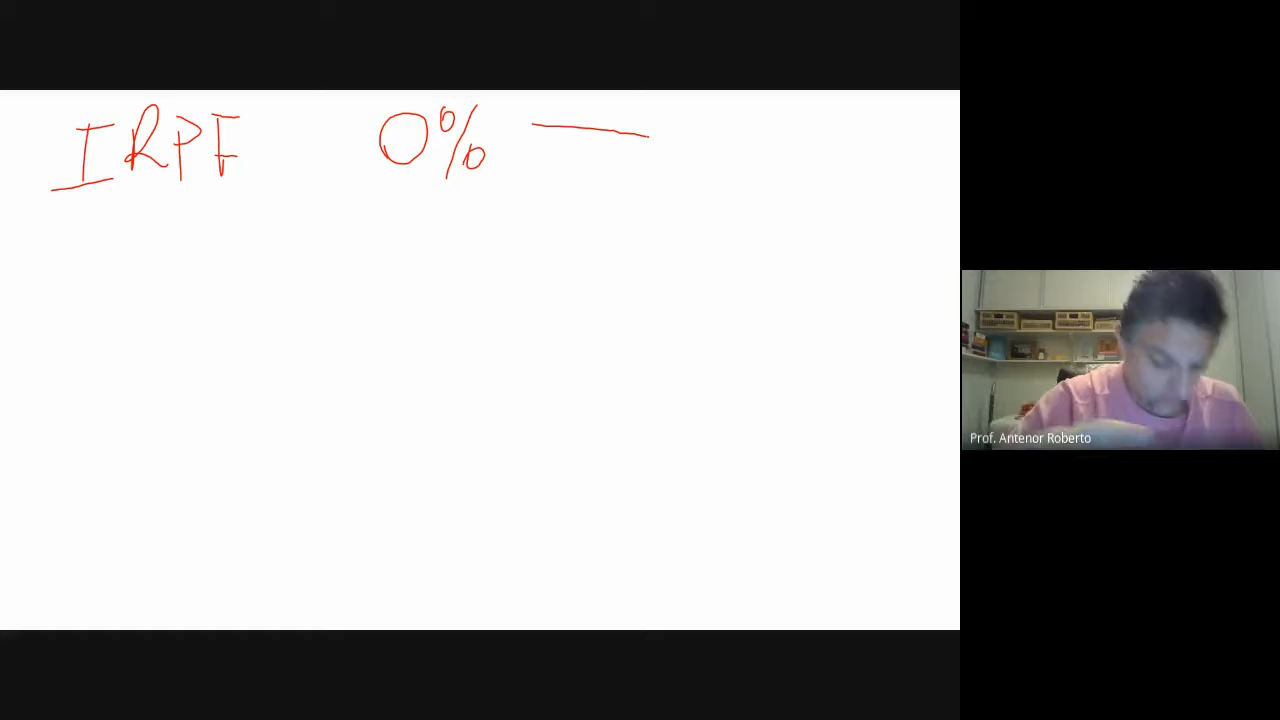 IRPF 0% —
Prof. Antenor Roberto